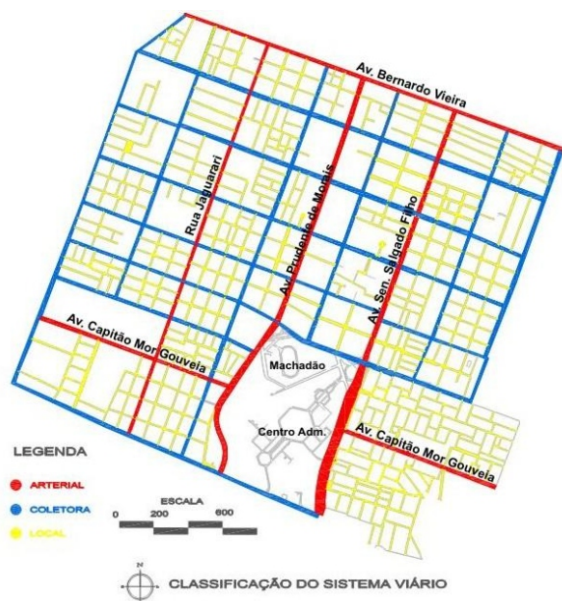 Av. Bernardo Vieira
Rua Jaguarari
Av. Prudente de Morais
Av. Sen. Salgado Filho
Av. Capitão Mor Gouveia
Machadão
Centro Adm.
Av. Capitão Mor Gouveia
LEGENDA
ARTERIAL
COLETORA
LOCAL
ESCALA
0 200 600
N
CLASSIFICAÇÃO DO SISTEMA VIÁRIO